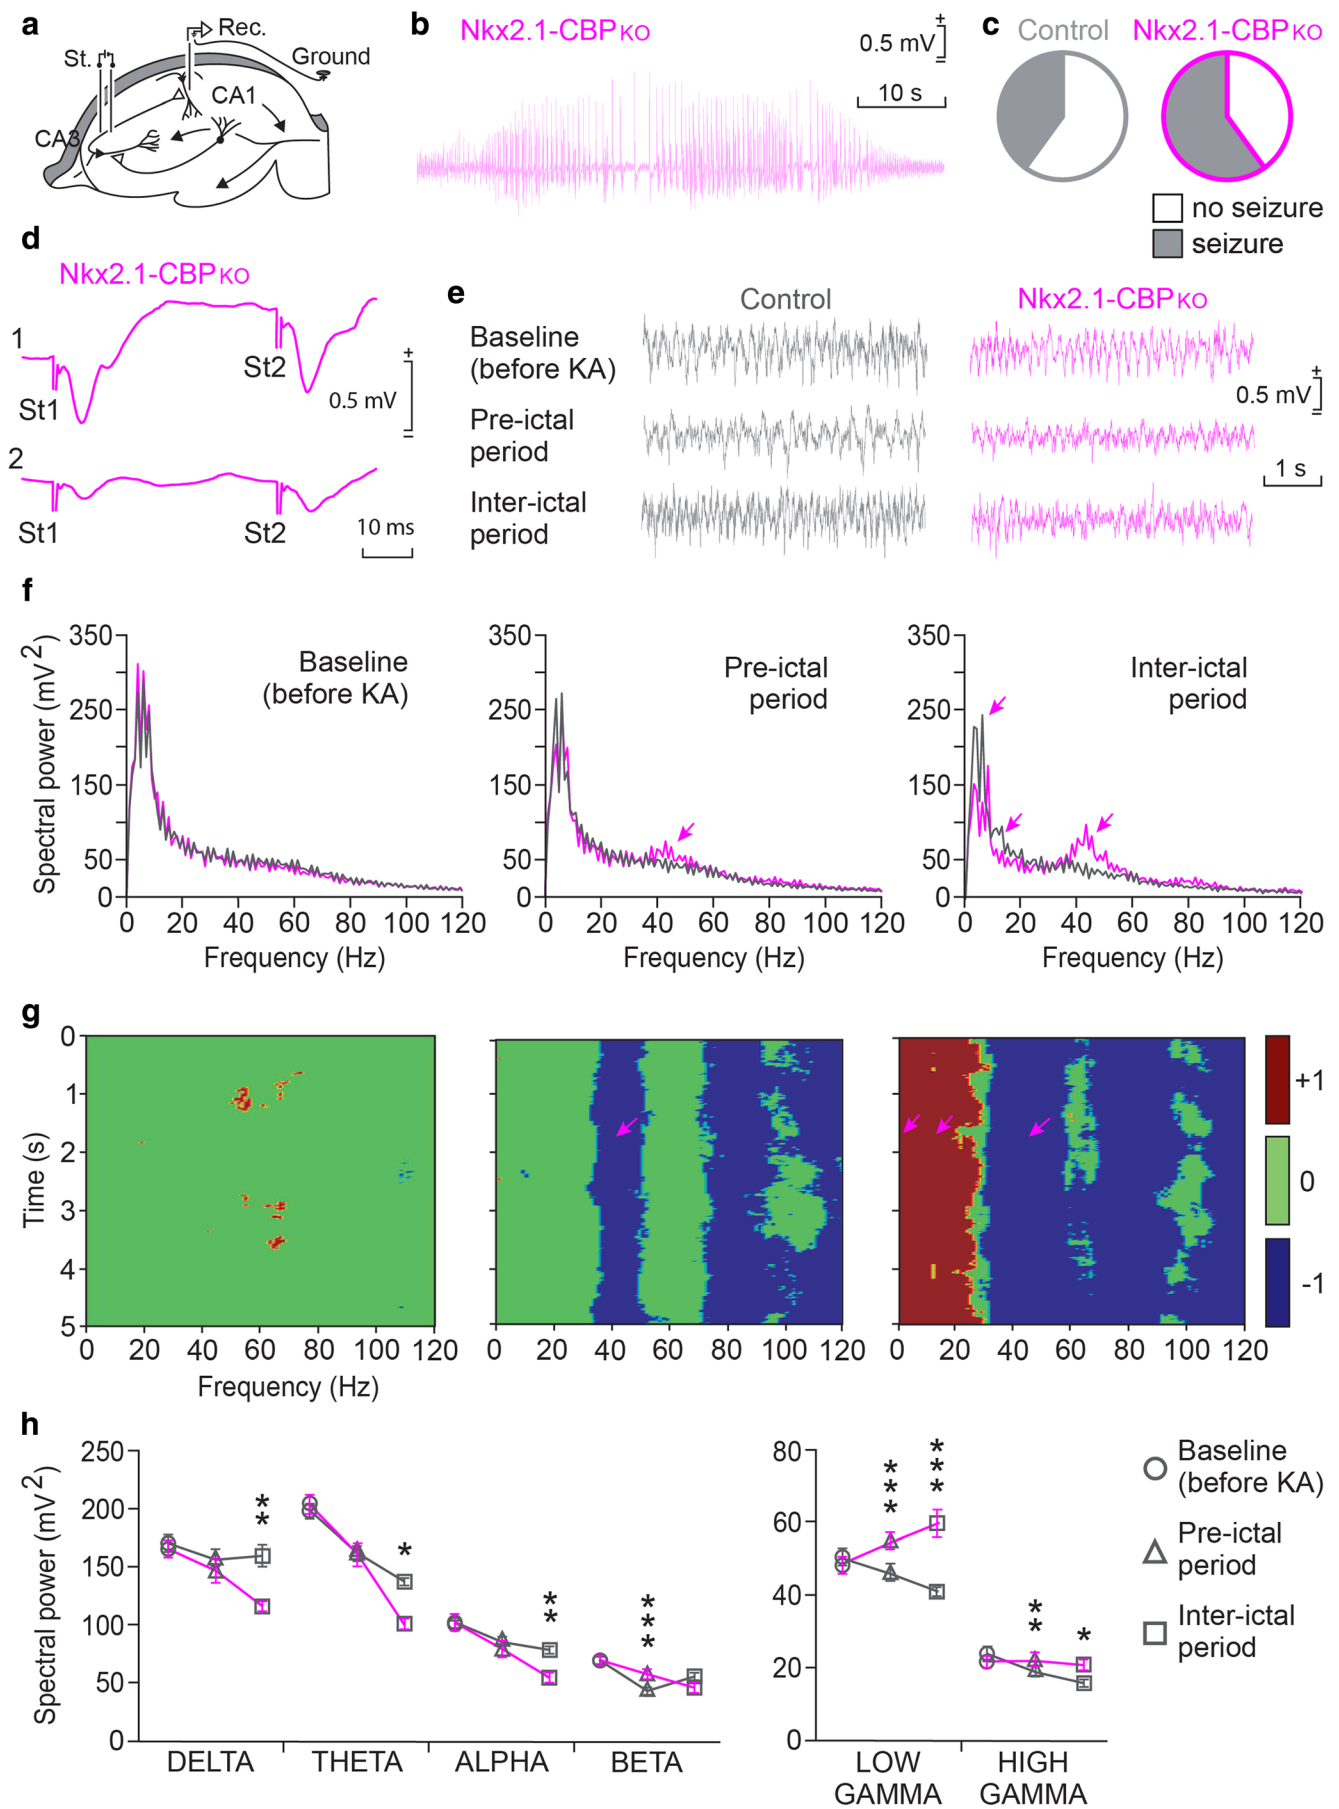 a
Rec.
St.
Ground
CA1
CA3
b
Nkx2.1-CBPKO
+
0.5 mV
=
10 s
c
Control
Nkx2.1-CBPKO
no seizure
seizure
d
Nkx2.1-CBPKO
1
St1
St2
+
0.5 mV
=
2
St1
St2
10 ms
e
Control
Nkx2.1-CBPKO
Baseline
(before KA)
Pre-ictal
period
Inter-ictal
period
+
0.5 mV
=
1 s
f
Spectral power (mV2)
350
250
150
50
0
0 20 40 60 80 100 120
Frequency (Hz)
Baseline
(before KA)
350
250
150
50
0
0 20 40 60 80 100 120
Frequency (Hz)
Pre-ictal
period
350
250
150
50
0
0 20 40 60 80 100 120
Frequency (Hz)
Inter-ictal
period
g
Time (s)
0
1
2
3
4
5
0 20 40 60 80 100 120
Frequency (Hz)
0 20 40 60 80 100 120
0 20 40 60 80 100 120
+1
0
-1
h
Spectral power (mV2)
250
200
150
100
50
0
**
*
**
***
DELTA THETA ALPHA BETA
80
60
40
20
0
***
***
**
*
LOW
GAMMA
HIGH
GAMMA
Baseline
(before KA)
Pre-ictal
period
Inter-ictal
period